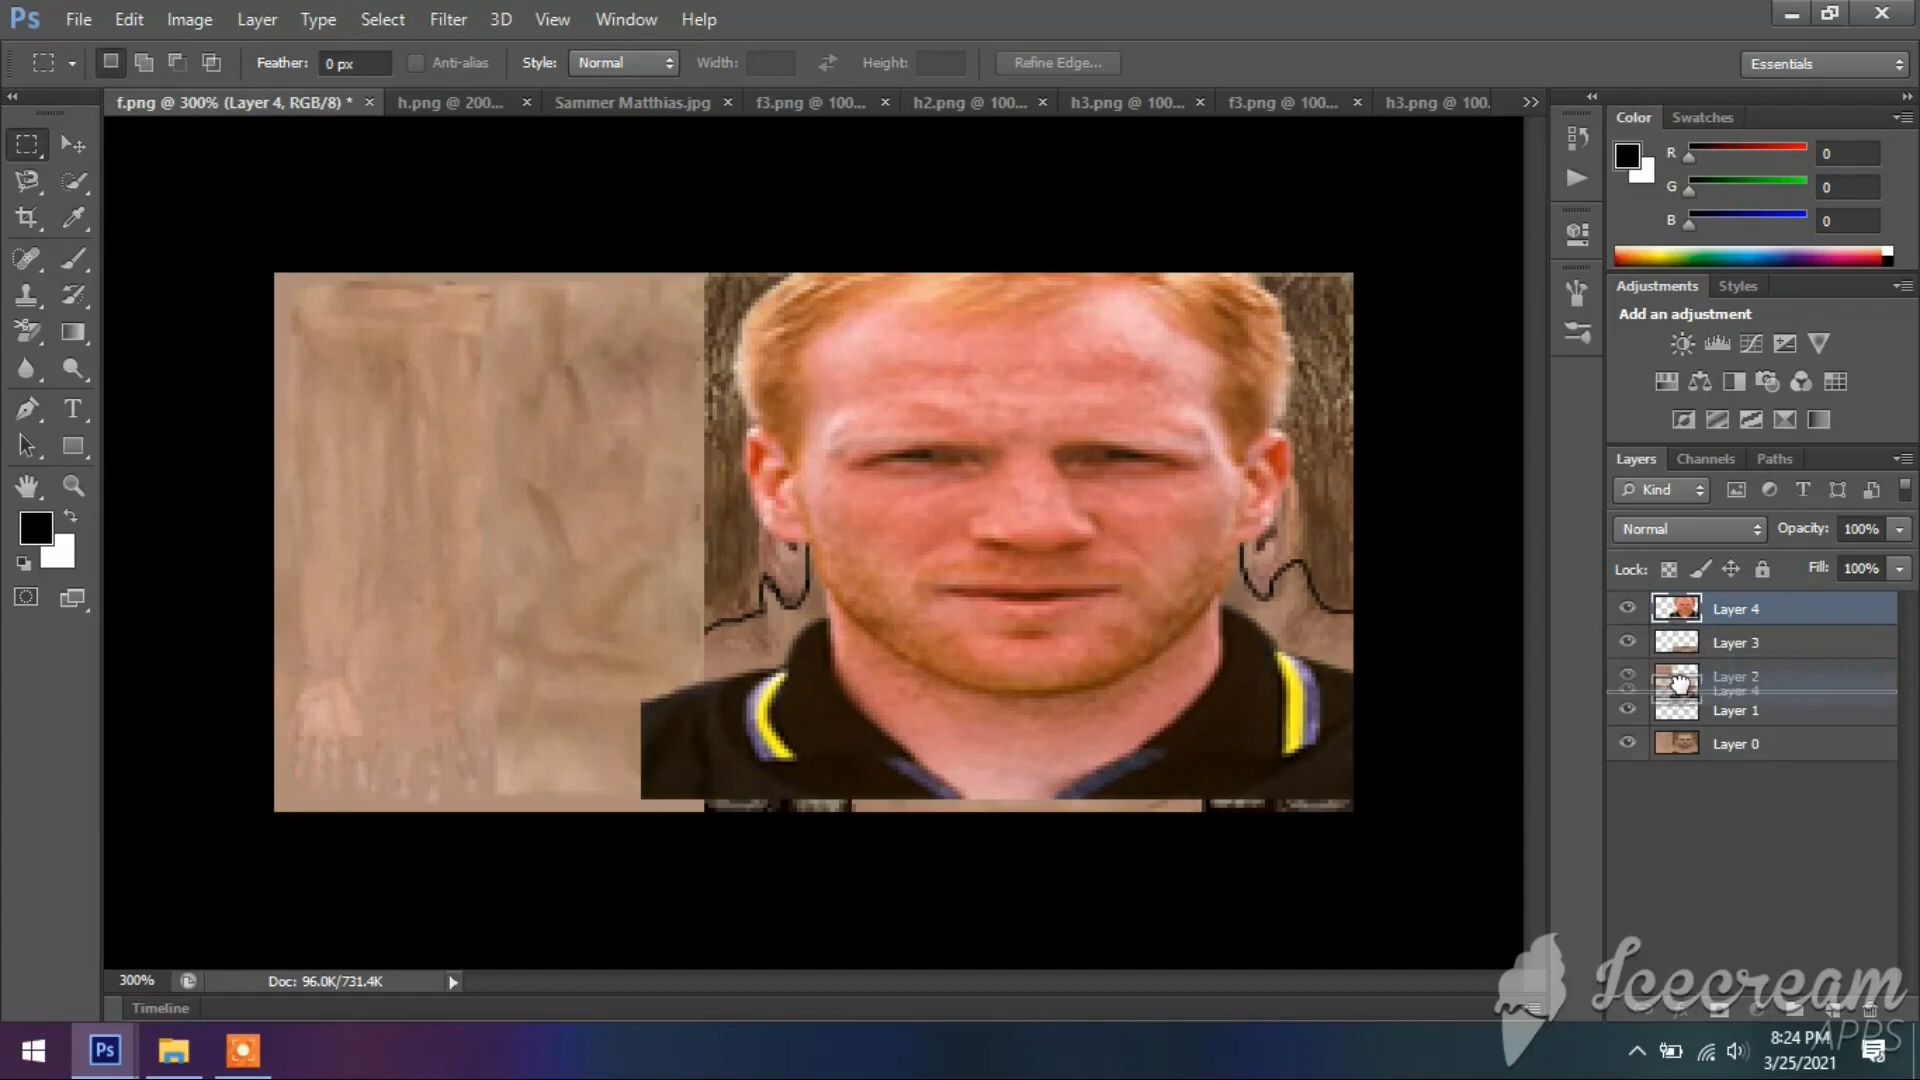 Ps File Edit Image Layer Type Select Filter 3D View Window Help
Feather: 0 px Anti-alias Style: Normal Width: Height: Refine Edge... Essentials
f.png @ 300% (Layer 4, RGB/8) * × h.png @ 200... × Sammer Matthias.jpg × f3.png @ 100... × h2.png @ 100... × h3.png @ 100... × f3.png @ 100... × h3.png @ 100.
Color Swatches
R 0
G 0
B 0
Adjustments Styles
Add an adjustment
Layers Channels Paths
Kind
Normal Opacity: 100%
Lock: Fill: 100%
Layer 4
Layer 3
Layer 2
Layer 4
Layer 1
Layer 0
300% Doc: 96.0K/731.4K
Timeline
Icecream
APPS
Ps
8:24 PM
3/25/2021